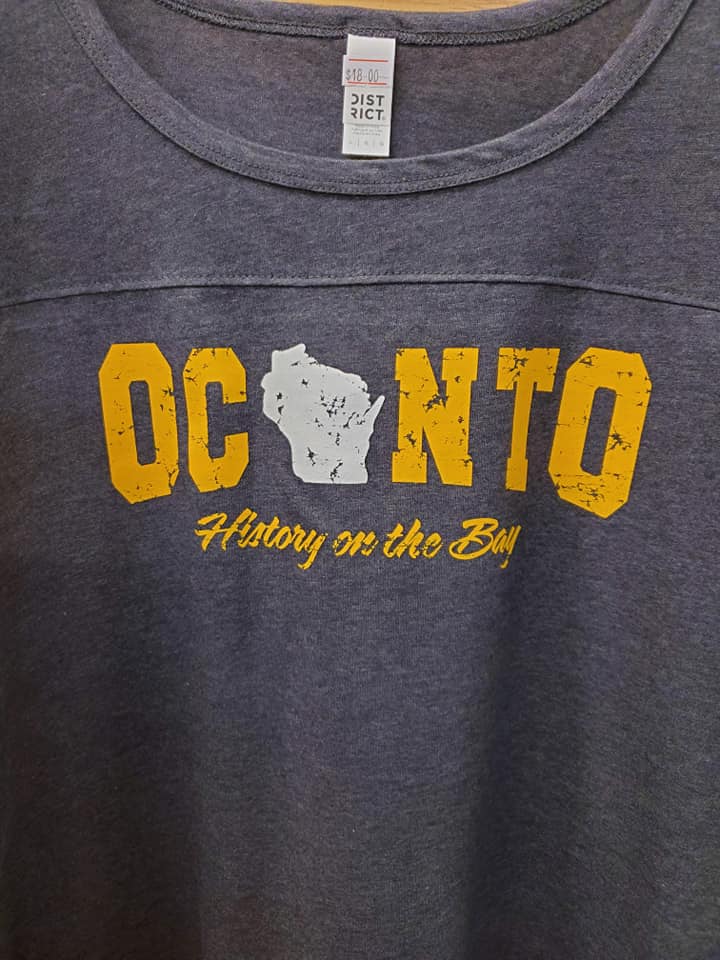 $18.00
DIST
RICT
OC NTO
History on the Bay